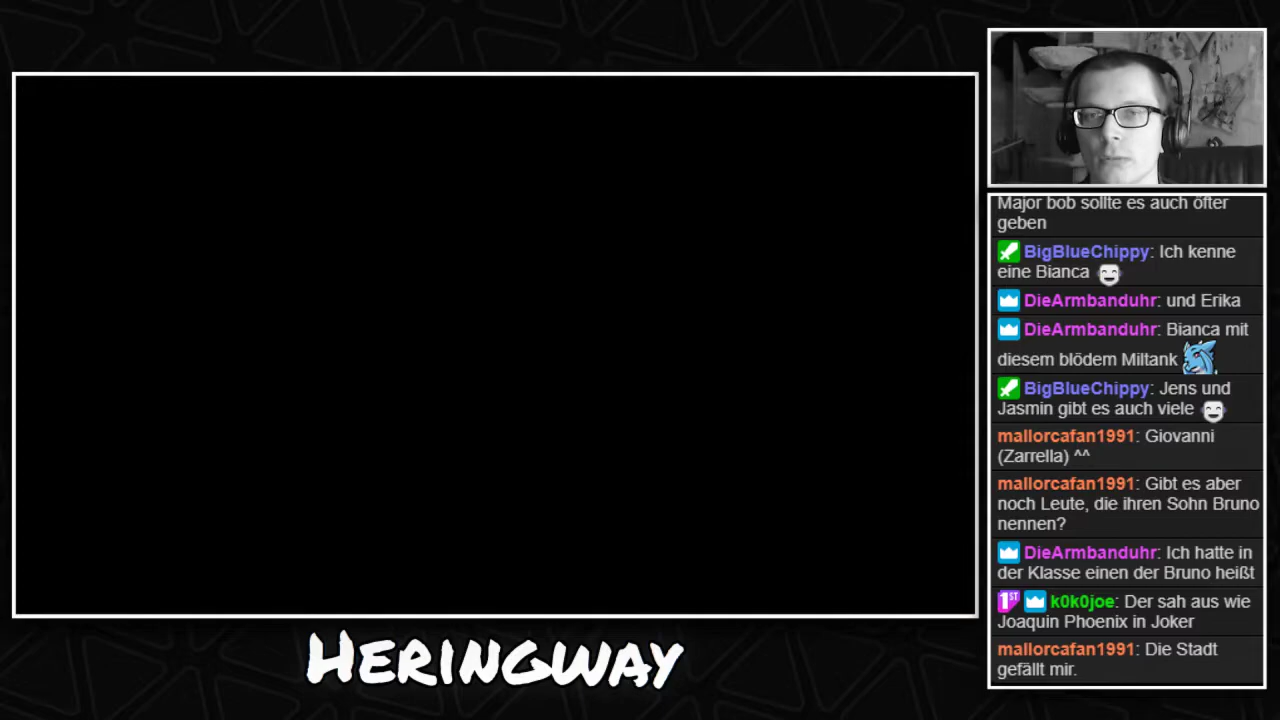 Major bob sollte es auch öfter
geben
BigBlueChippy: Ich kenne
eine Bianca
DieArmbanduhr: und Erika
DieArmbanduhr: Bianca mit
diesem blödem Miltank
BigBlueChippy: Jens und
Jasmin gibt es auch viele
mallorcafan1991: Giovanni
(Zarrella) ^^
mallorcafan1991: Gibt es aber
noch Leute, die ihren Sohn Bruno
nennen?
DieArmbanduhr: Ich hatte in
der Klasse einen der Bruno heißt
1ST k0k0joe: Der sah aus wie
Joaquin Phoenix in Joker
mallorcafan1991: Die Stadt
gefällt mir.
HERINGWAY